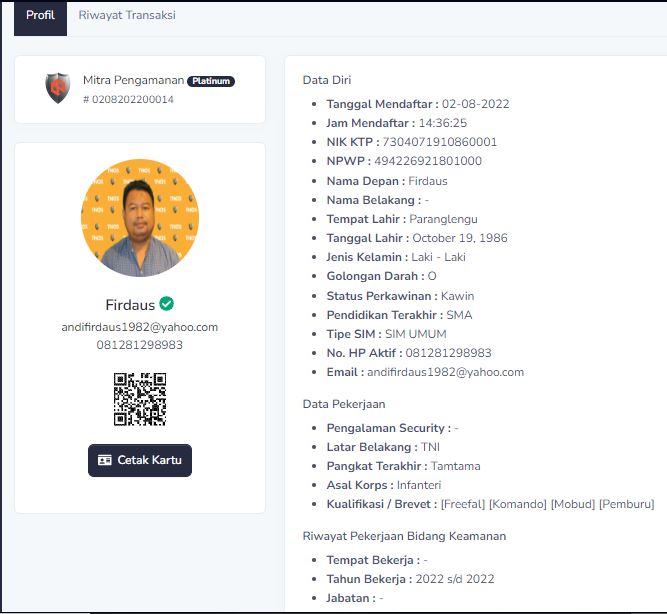 Profil
Riwayat Transaksi
Mitra Pengamanan Platinum
# 0208202200014
Firdaus
andifirdaus1982@yahoo.com
081281298983
Cetak Kartu
Data Diri
Tanggal Mendaftar : 02-08-2022
Jam Mendaftar : 14:36:25
NIK KTP : 7304071910860001
NPWP : 494226921801000
Nama Depan : Firdaus
Nama Belakang : -
Tempat Lahir : Paranglengu
Tanggal Lahir : October 19, 1986
Jenis Kelamin : Laki - Laki
Golongan Darah : O
Status Perkawinan : Kawin
Pendidikan Terakhir : SMA
Tipe SIM : SIM UMUM
No. HP Aktif : 081281298983
Email : andifirdaus1982@yahoo.com
Data Pekerjaan
Pengalaman Security : -
Latar Belakang : TNI
Pangkat Terakhir : Tamtama
Asal Korps : Infanteri
Kualifikasi / Brevet : [Freefal] [Komando] [Mobud] [Pemburu]
Riwayat Pekerjaan Bidang Keamanan
Tempat Bekerja : -
Tahun Bekerja : 2022 s/d 2022
Jabatan : -